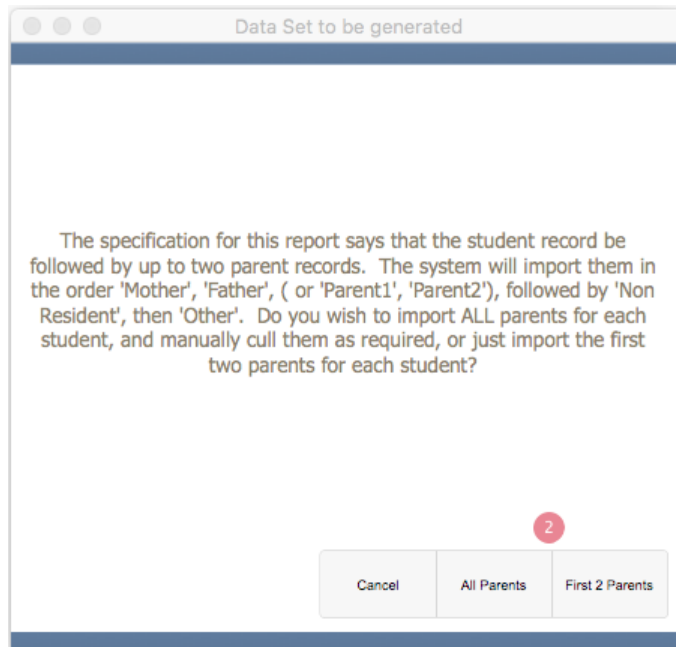 Data Set to be generated
The specification for this report says that the student record be
followed by up to two parent records.  The system will import them in
the order 'Mother', 'Father', ( or 'Parent1', 'Parent2'), followed by 'Non
Resident', then 'Other'.  Do you wish to import ALL parents for each
student, and manually cull them as required, or just import the first
two parents for each student?
2
Cancel
All Parents
First 2 Parents